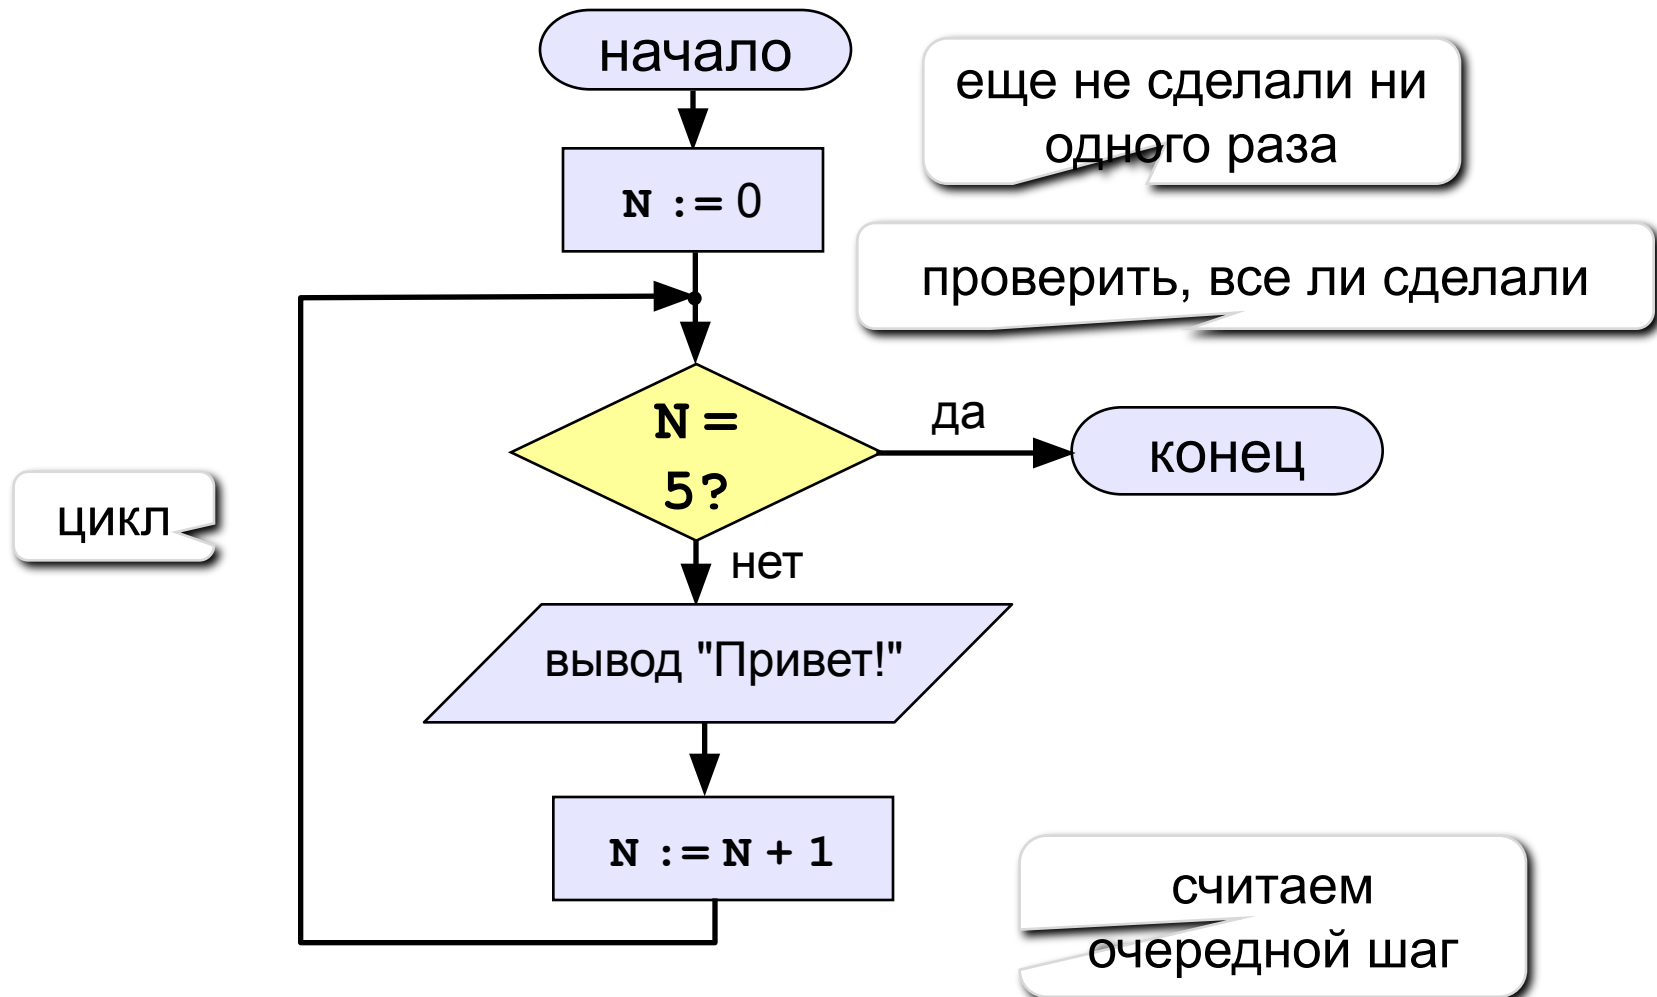 начало
еще не сделали ни
одного раза
N := 0
проверить, все ли сделали
N =
5?
да
конец
цикл
нет
вывод "Привет!"
N := N + 1
считаем
очередной шаг